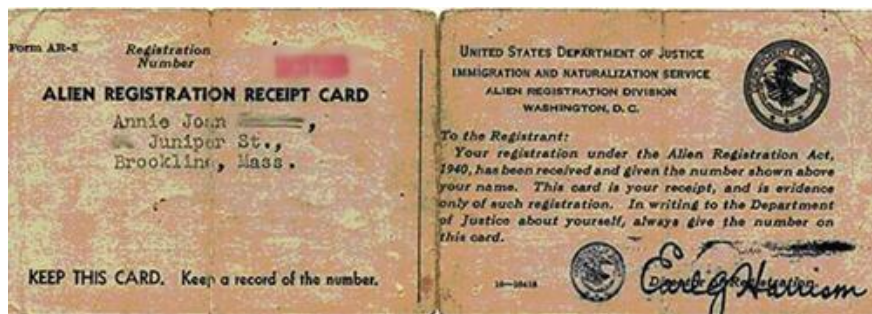 Form AR-3
Registration
Number
ALIEN REGISTRATION RECEIPT CARD
Annie Joan
Juniper St.,
Brookline, Mass.
KEEP THIS CARD. Keep a record of the number.
UNITED STATES DEPARTMENT OF JUSTICE
IMMIGRATION AND NATURALIZATION SERVICE
ALIEN REGISTRATION DIVISION
WASHINGTON, D. C.
To the Registrant:
Your registration under the Alien Registration Act,
1940, has been received and given the number shown above
your name. This card is your receipt, and is evidence
only of such registration. In writing to the Department
of Justice about yourself, always give the number on
this card.
Earl G Harrison
Director of Registration